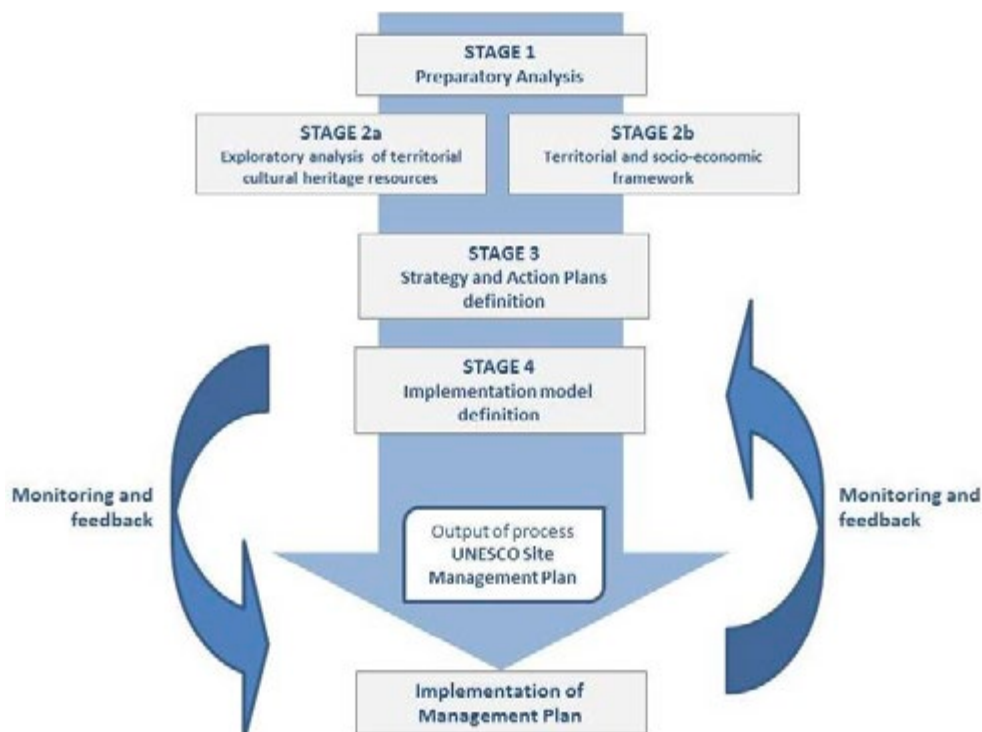 STAGE 1
Preparatory Analysis
STAGE 2a
Exploratory analysis of territorial
cultural heritage resources
STAGE 2b
Territorial and socio-economic
framework
STAGE 3
Strategy and Action Plans
definition
STAGE 4
Implementation model
definition
Monitoring and
feedback
Monitoring and
feedback
Output of process
UNESCO Site
Management Plan
Implementation of
Management Plan